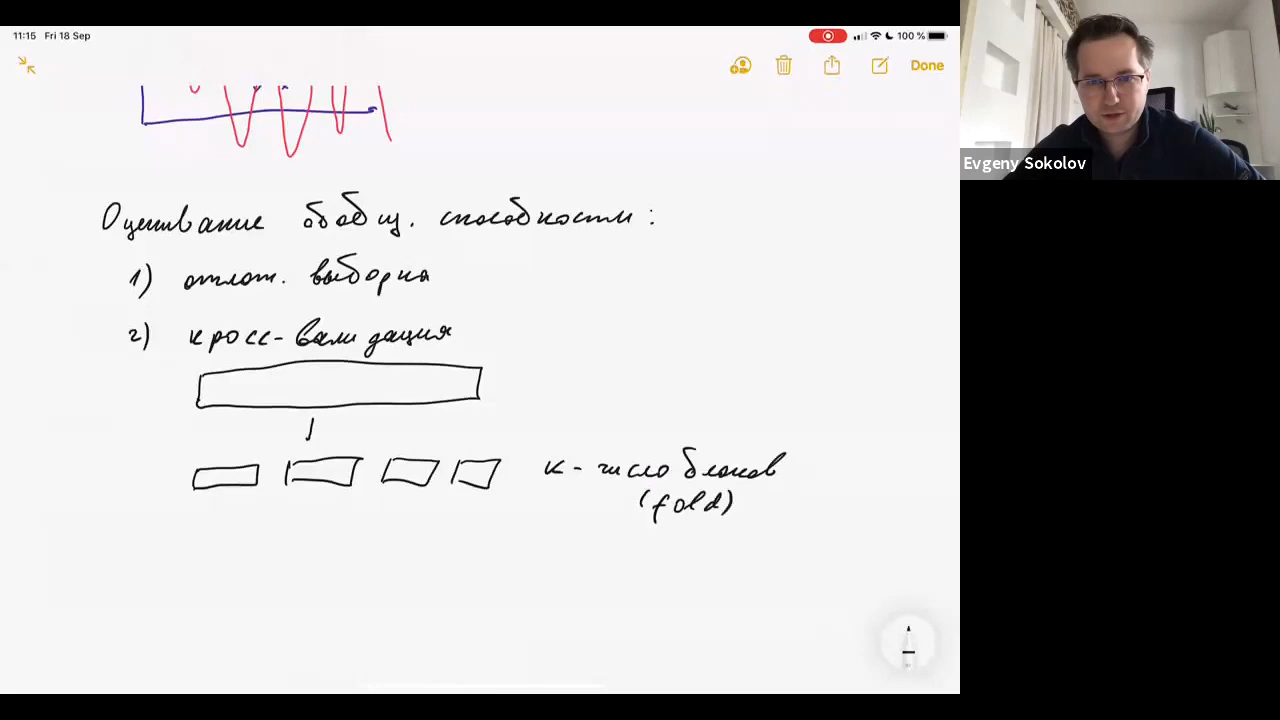 11:15 Fri 18 Sep
100 %
Done
Evgeny Sokolov
Оценивание обобщ. способности:
1) отлож. выборка
2) кросс-валидация
K - число блоков
(fold)